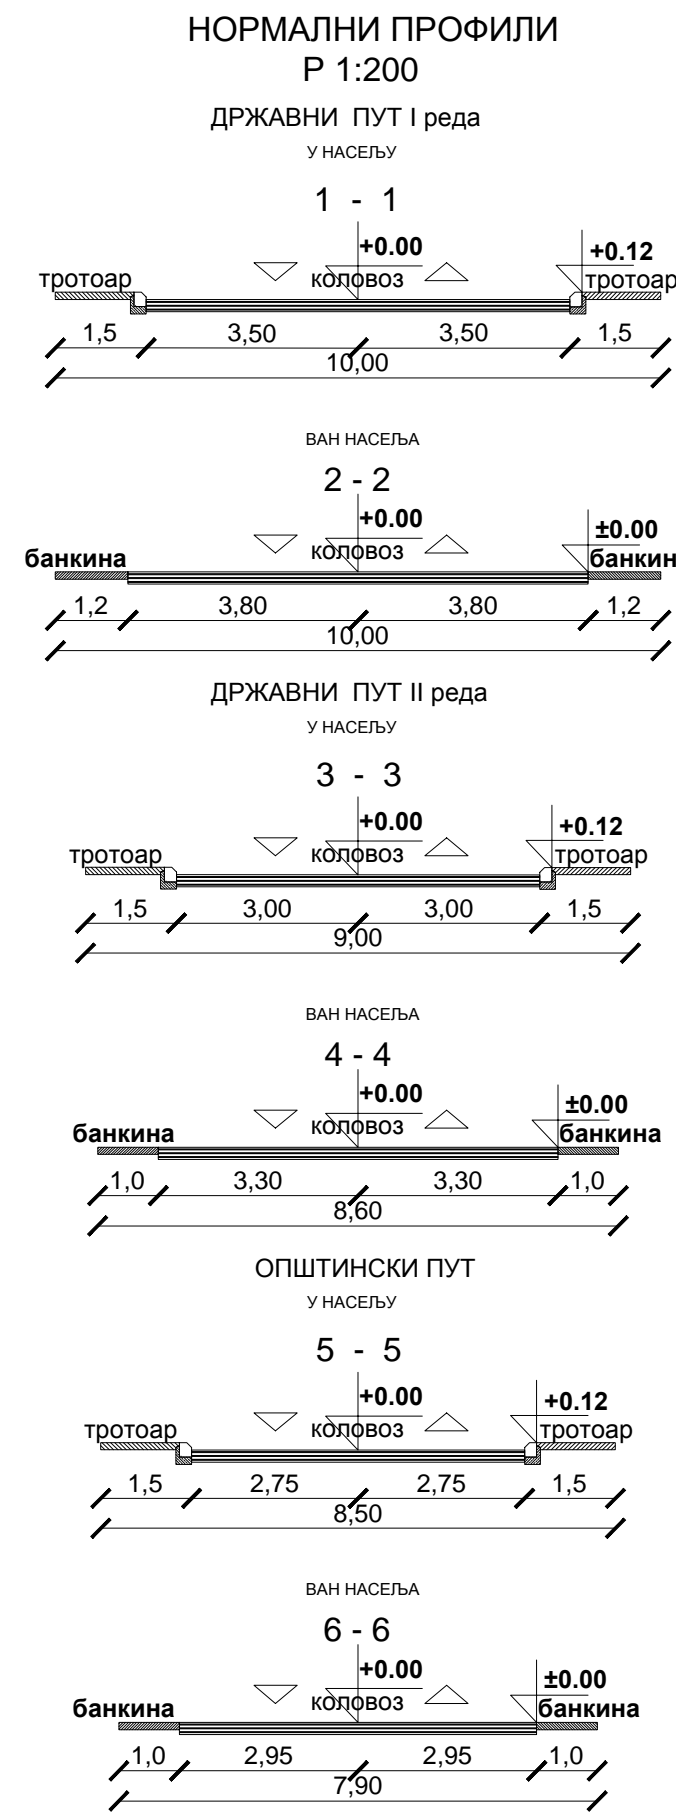 НОРМАЛНИ ПРОФИЛИ
Р 1:200
ДРЖАВНИ ПУТ I реда
У НАСЕЉУ
1 - 1
+0.00
+0.12
тротоар
коловоз
тротоар
1,5 3,50 3,50 1,5
10,00
ВАН НАСЕЉА
2 - 2
+0.00
±0.00
банкина
коловоз
банкин
1,2 3,80 3,80 1,2
10,00
ДРЖАВНИ ПУТ II реда
У НАСЕЉУ
3 - 3
+0.00
+0.12
тротоар
коловоз
тротоар
1,5 3,00 3,00 1,5
9,00
ВАН НАСЕЉА
4 - 4
+0.00
±0.00
банкина
коловоз
банкина
1,0 3,30 3,30 1,0
8,60
ОПШТИНСКИ ПУТ
У НАСЕЉУ
5 - 5
+0.00
+0.12
тротоар
коловоз
тротоар
1,5 2,75 2,75 1,5
8,50
ВАН НАСЕЉА
6 - 6
+0.00
±0.00
банкина
коловоз
банкина
1,0 2,95 2,95 1,0
7,90